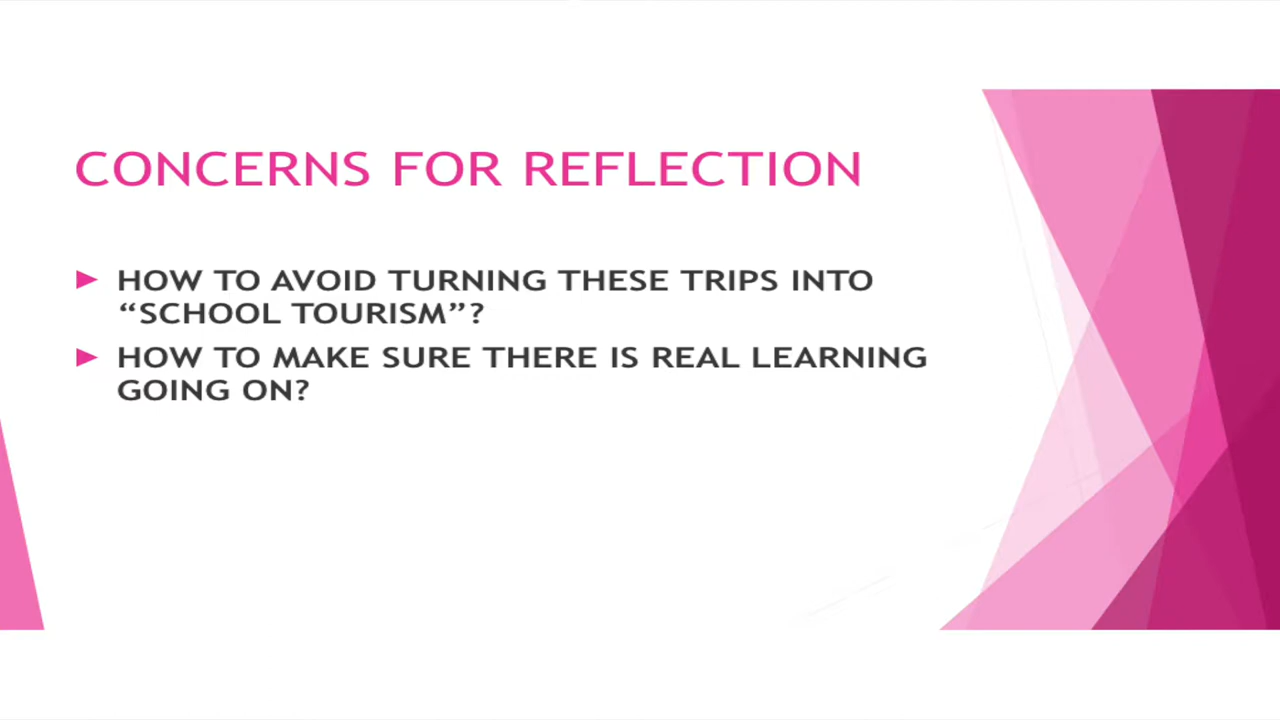 CONCERNS FOR REFLECTION
HOW TO AVOID TURNING THESE TRIPS INTO
“SCHOOL TOURISM”?
HOW TO MAKE SURE THERE IS REAL LEARNING
GOING ON?